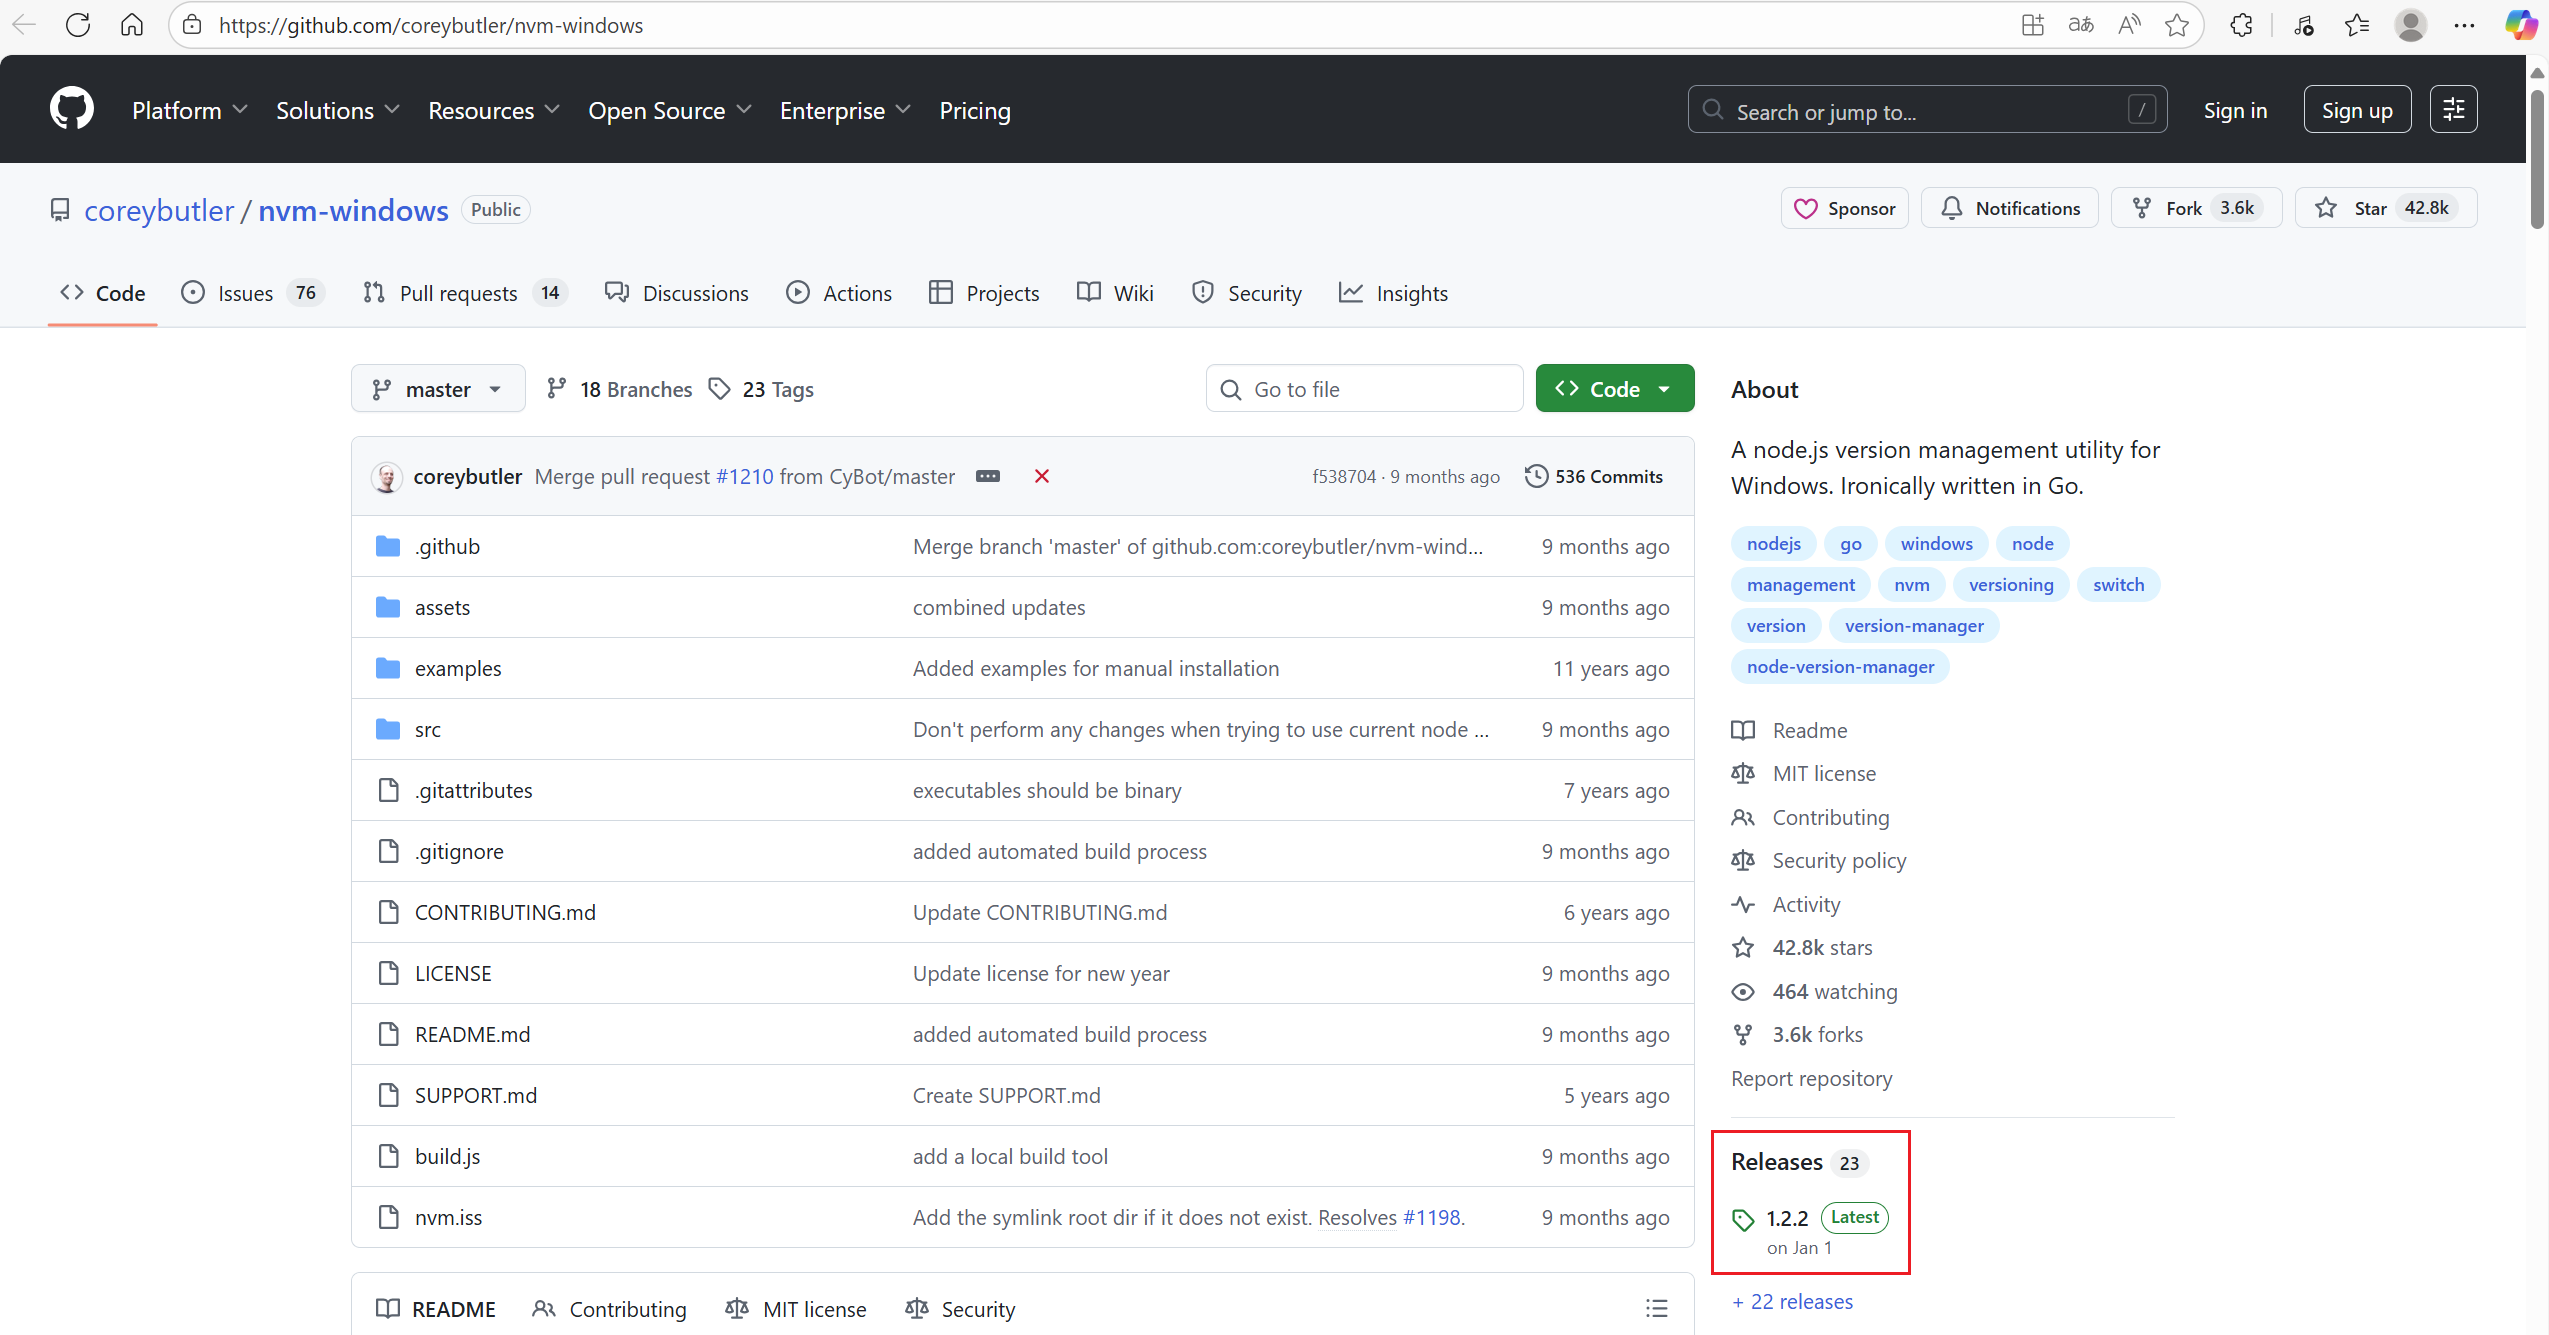 https://github.com/coreybutler/nvm-windows
Platform Solutions Resources Open Source Enterprise Pricing Search or jump to... / Sign in Sign up
coreybutler / nvm-windows Public Sponsor Notifications Fork 3.6k Star 42.8k
Code Issues 76 Pull requests 14 Discussions Actions Projects Wiki Security Insights
master 18 Branches 23 Tags Go to file Code
coreybutler Merge pull request #1210 from CyBot/master f538704 · 9 months ago 536 Commits
.github Merge branch 'master' of github.com:coreybutler/nvm-wind... 9 months ago
assets combined updates 9 months ago
examples Added examples for manual installation 11 years ago
src Don't perform any changes when trying to use current node ... 9 months ago
.gitattributes executables should be binary 7 years ago
.gitignore added automated build process 9 months ago
CONTRIBUTING.md Update CONTRIBUTING.md 6 years ago
LICENSE Update license for new year 9 months ago
README.md added automated build process 9 months ago
SUPPORT.md Create SUPPORT.md 5 years ago
build.js add a local build tool 9 months ago
nvm.iss Add the symlink root dir if it does not exist. Resolves #1198. 9 months ago
README Contributing MIT license Security
About
A node.js version management utility for
Windows. Ironically written in Go.
nodejs go windows node
management nvm versioning switch
version version-manager
node-version-manager
Readme
MIT license
Contributing
Security policy
Activity
42.8k stars
464 watching
3.6k forks
Report repository
Releases 23
1.2.2 Latest
on Jan 1
+ 22 releases